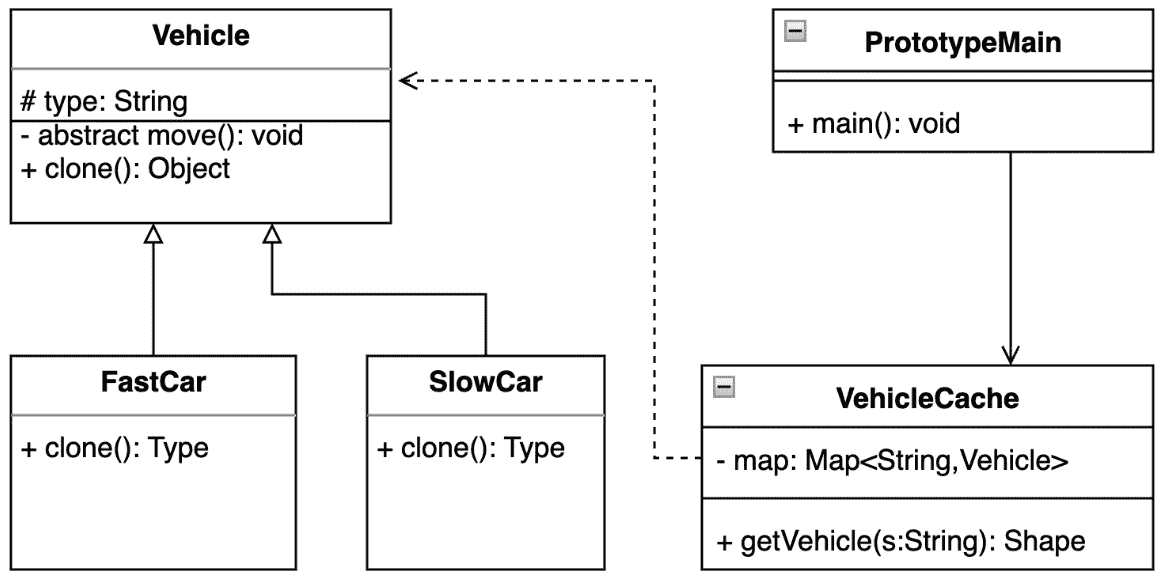 Vehicle
# type: String
- abstract move(): void
+ clone(): Object
PrototypeMain
+ main(): void
FastCar
+ clone(): Type
SlowCar
+ clone(): Type
VehicleCache
- map: Map<String,Vehicle>
+ getVehicle(s:String): Shape